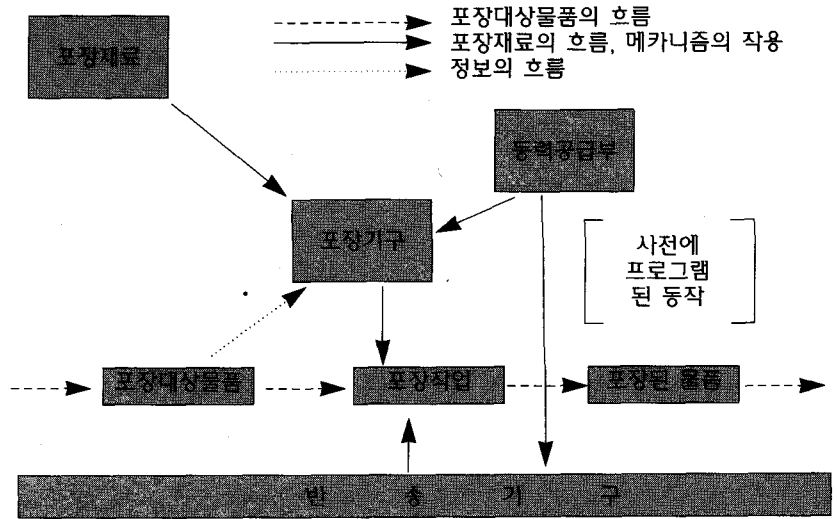 포장대상물품의 흐름
포장재료의 흐름, 메카니즘의 작용
정보의 흐름
포장재료
동력공급부
포장기구
사전에
프로그램
된 동작
포장대상물품
포장작업
포장된 물품
반 송 기 구